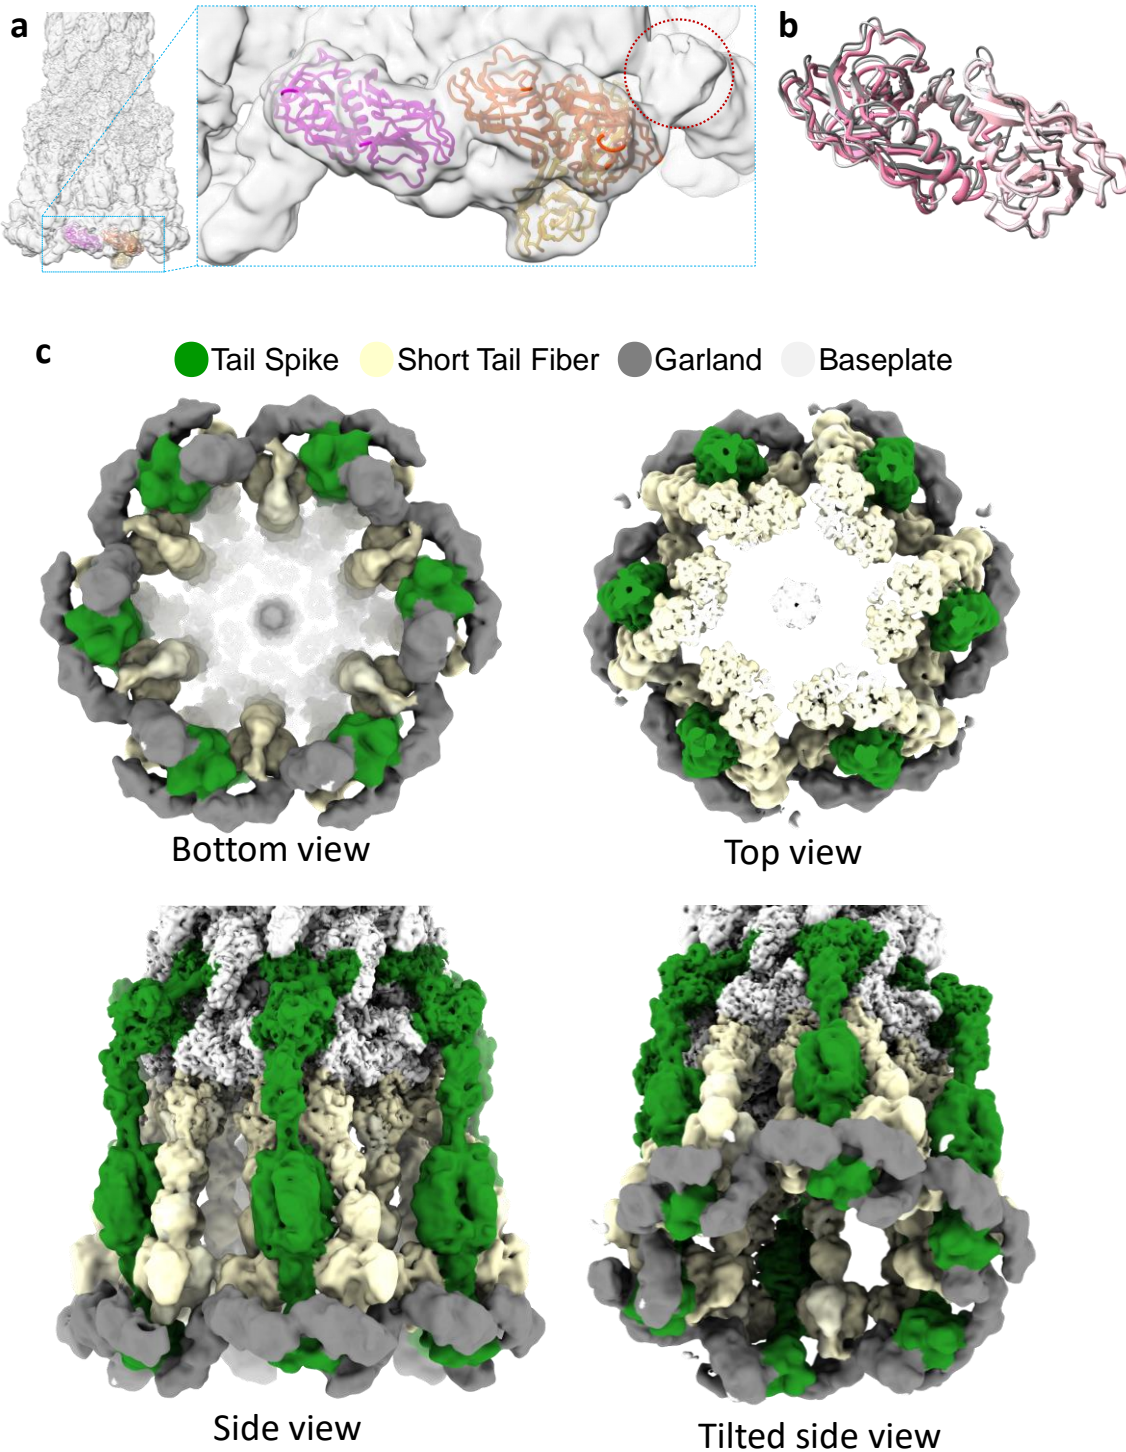 a
b
c
Tail Spike Short Tail Fiber Garland Baseplate
Bottom view
Top view
Side view
Tilted side view